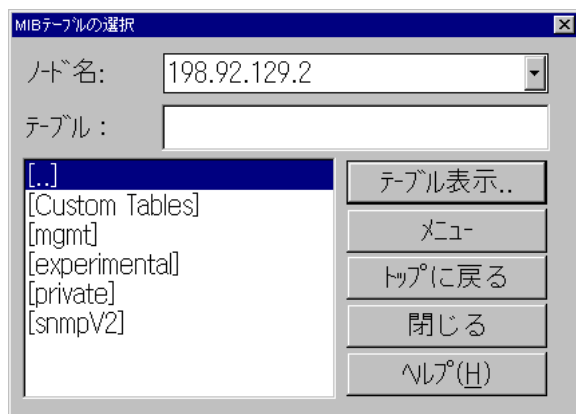 MIBﾃｰﾌﾞﾙの選択
ﾉｰﾄﾞ名:
198.92.129.2
ﾃｰﾌﾞﾙ：
[..]
[Custom Tables]
[mgmt]
[experimental]
[private]
[snmpV2]
ﾃｰﾌﾞﾙ表示..
ﾒﾆｭｰ
ﾄｯﾌﾟに戻る
閉じる
ﾍﾙﾌﾟ(H)